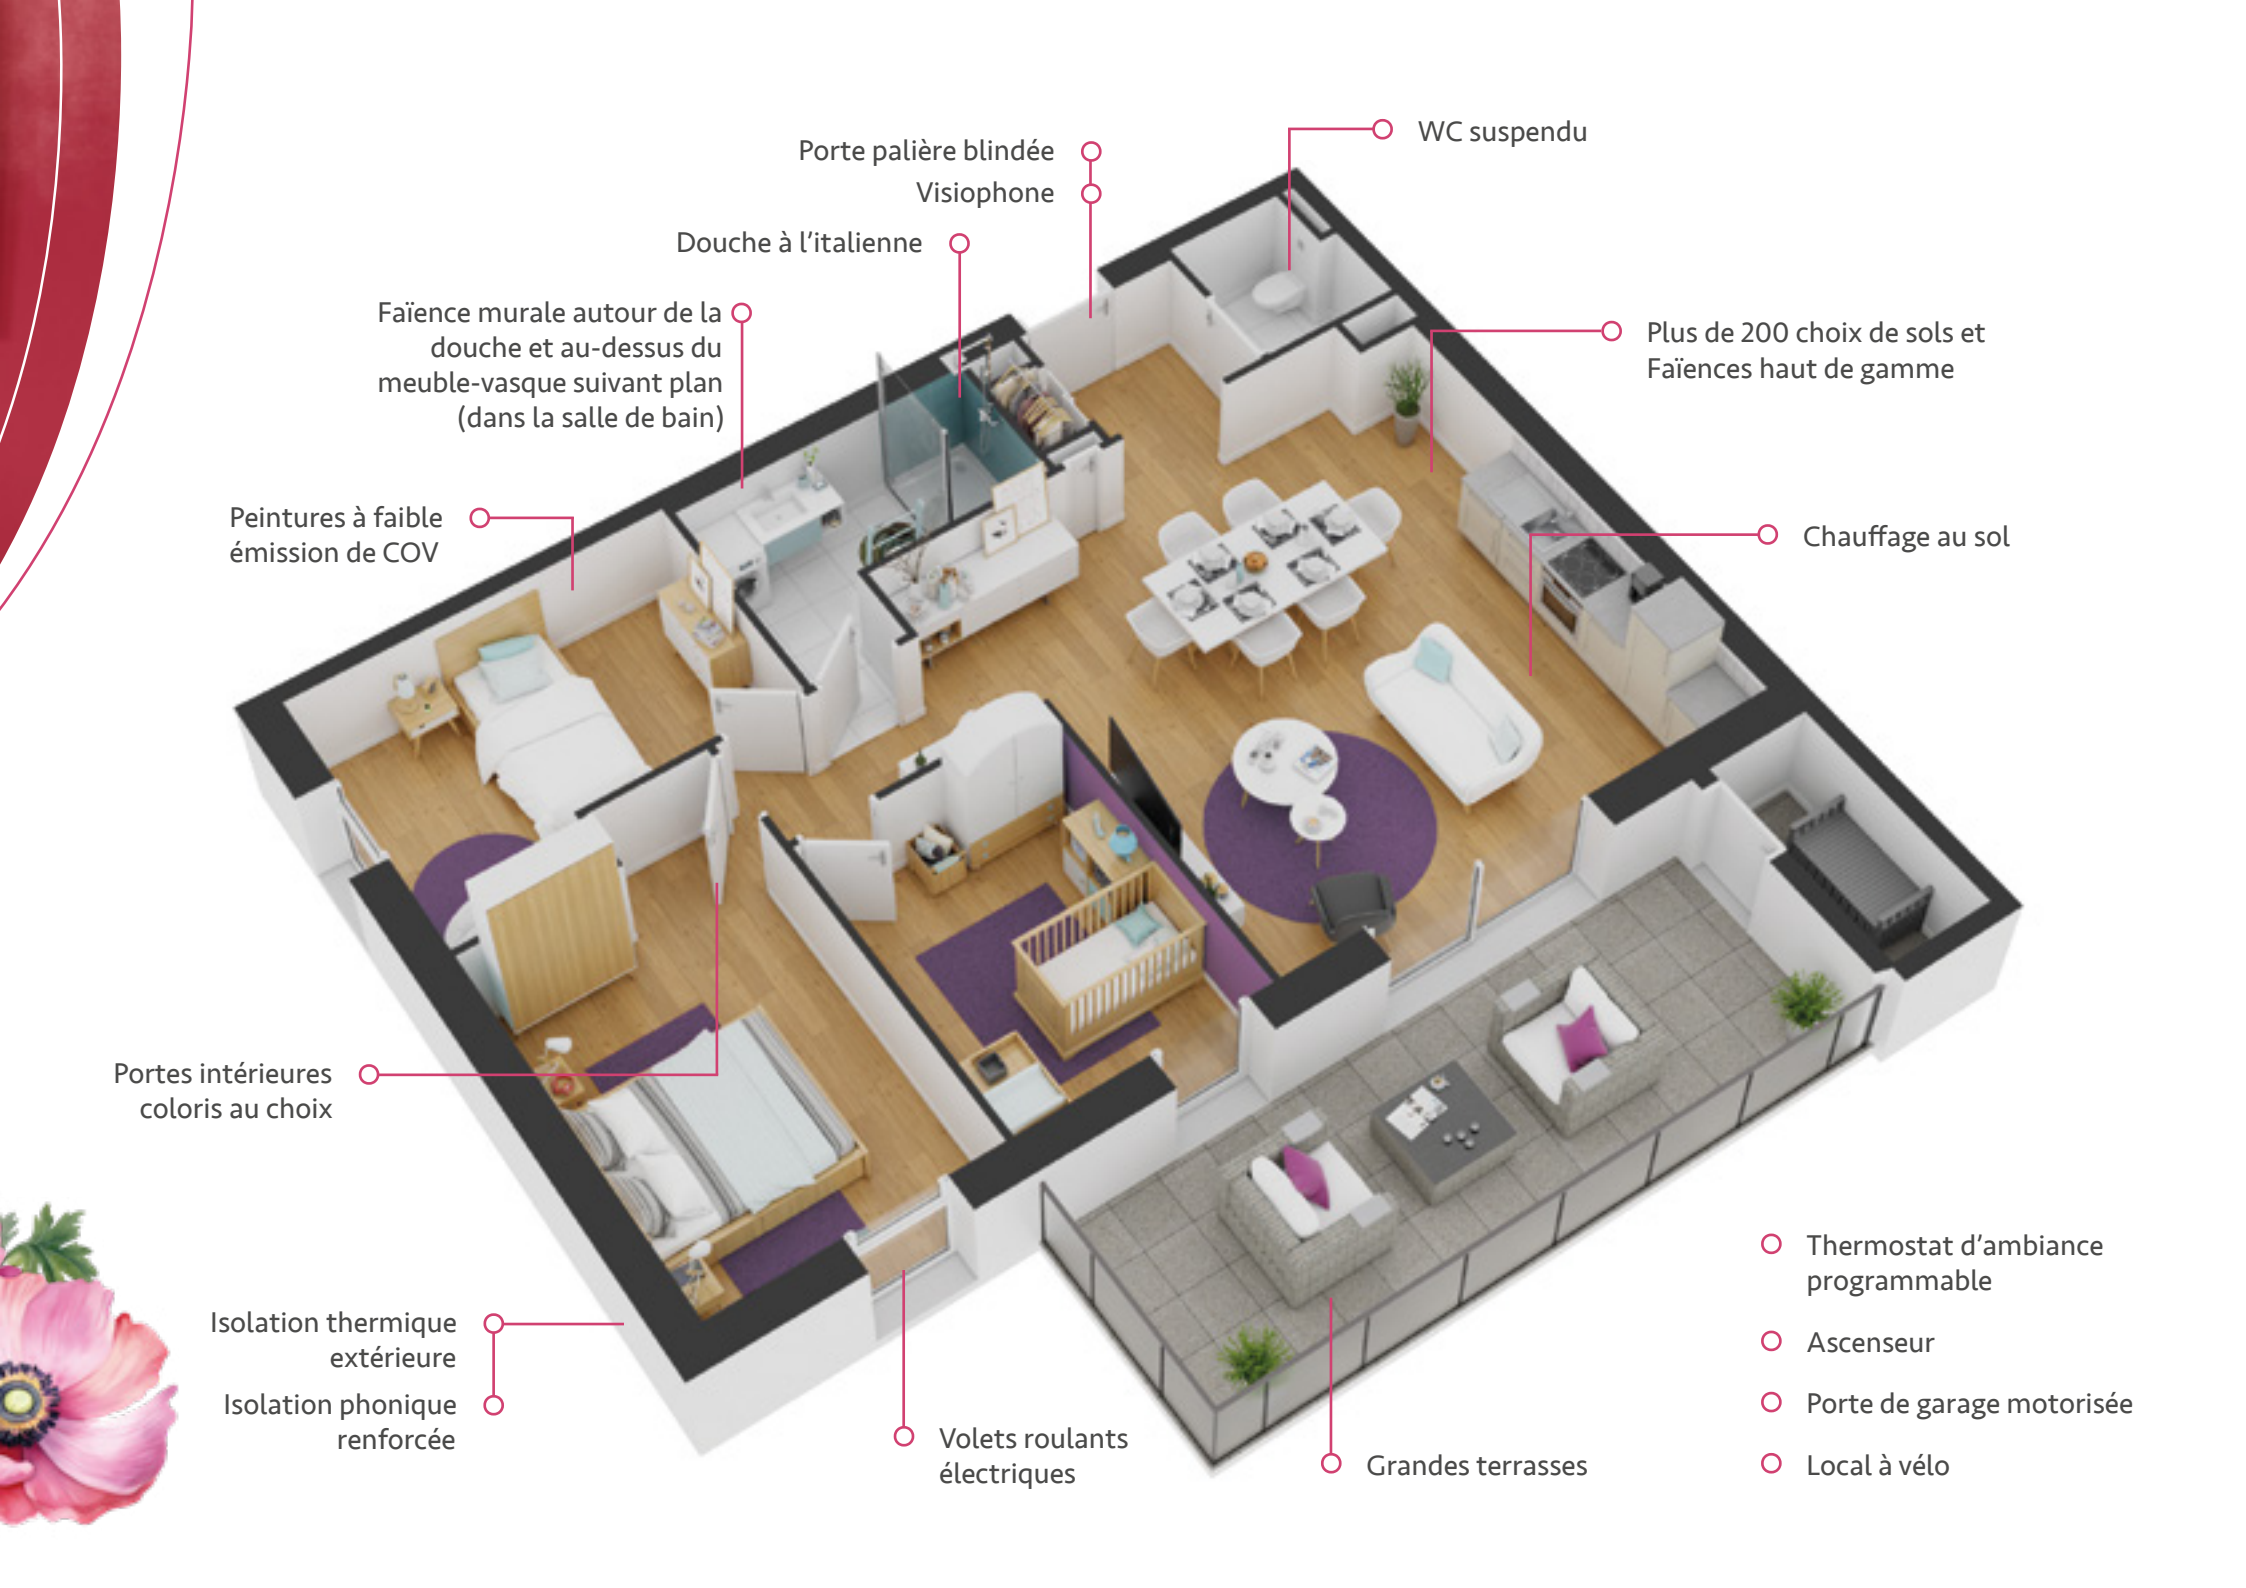 WC suspendu
Porte palière blindée
Visiophone
Douche à l'italienne
Faïence murale autour de la
douche et au-dessus du
meuble-vasque suivant plan
(dans la salle de bain)
Plus de 200 choix de sols et
Faïences haut de gamme
Peintures à faible
émission de COV
Chauffage au sol
Portes intérieures
coloris au choix
Isolation thermique
extérieure
Isolation phonique
renforcée
Volets roulants
électriques
Grandes terrasses
Thermostat d'ambiance
programmable
Ascenseur
Porte de garage motorisée
Local à vélo